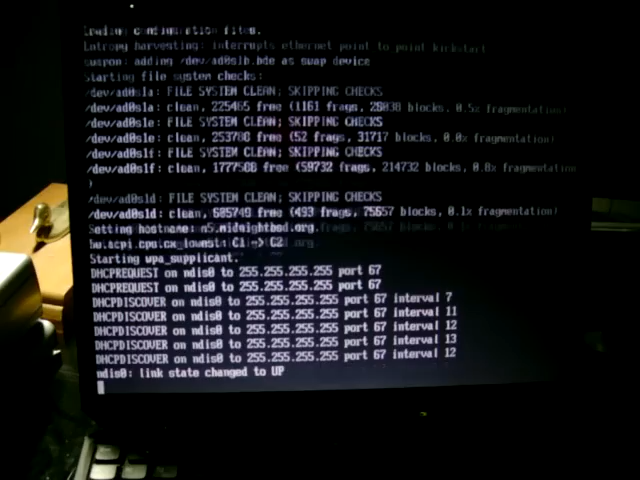 Loading configuration files.
Entropy harvesting: interrupts ethernet point to point kickstart
swapon: adding /dev/ad0s1b.bde as swap device
Starting file system checks:
/dev/ad0s1a: FILE SYSTEM CLEAN; SKIPPING CHECKS
/dev/ad0s1a: clean, 225465 free (1161 frags, 28038 blocks, 0.5% fragmentation)
/dev/ad0s1e: FILE SYSTEM CLEAN; SKIPPING CHECKS
/dev/ad0s1e: clean, 253788 free (52 frags, 31717 blocks, 0.0% fragmentation)
/dev/ad0s1f: FILE SYSTEM CLEAN; SKIPPING CHECKS
/dev/ad0s1f: clean, 1777588 free (59732 frags, 214732 blocks, 0.8% fragmentation
)
/dev/ad0s1d: FILE SYSTEM CLEAN; SKIPPING CHECKS
/dev/ad0s1d: clean, 605749 free (493 frags, 75657 blocks, 0.1% fragmentation)
Setting hostname: m5.midnightbsd.org.
hw.acpi.cpu.cx_lowest: C1 -> C2
Starting wpa_supplicant.
DHCPREQUEST on ndis0 to 255.255.255.255 port 67
DHCPREQUEST on ndis0 to 255.255.255.255 port 67
DHCPDISCOVER on ndis0 to 255.255.255.255 port 67 interval 7
DHCPDISCOVER on ndis0 to 255.255.255.255 port 67 interval 11
DHCPDISCOVER on ndis0 to 255.255.255.255 port 67 interval 12
DHCPDISCOVER on ndis0 to 255.255.255.255 port 67 interval 13
DHCPDISCOVER on ndis0 to 255.255.255.255 port 67 interval 12
ndis0: link state changed to UP